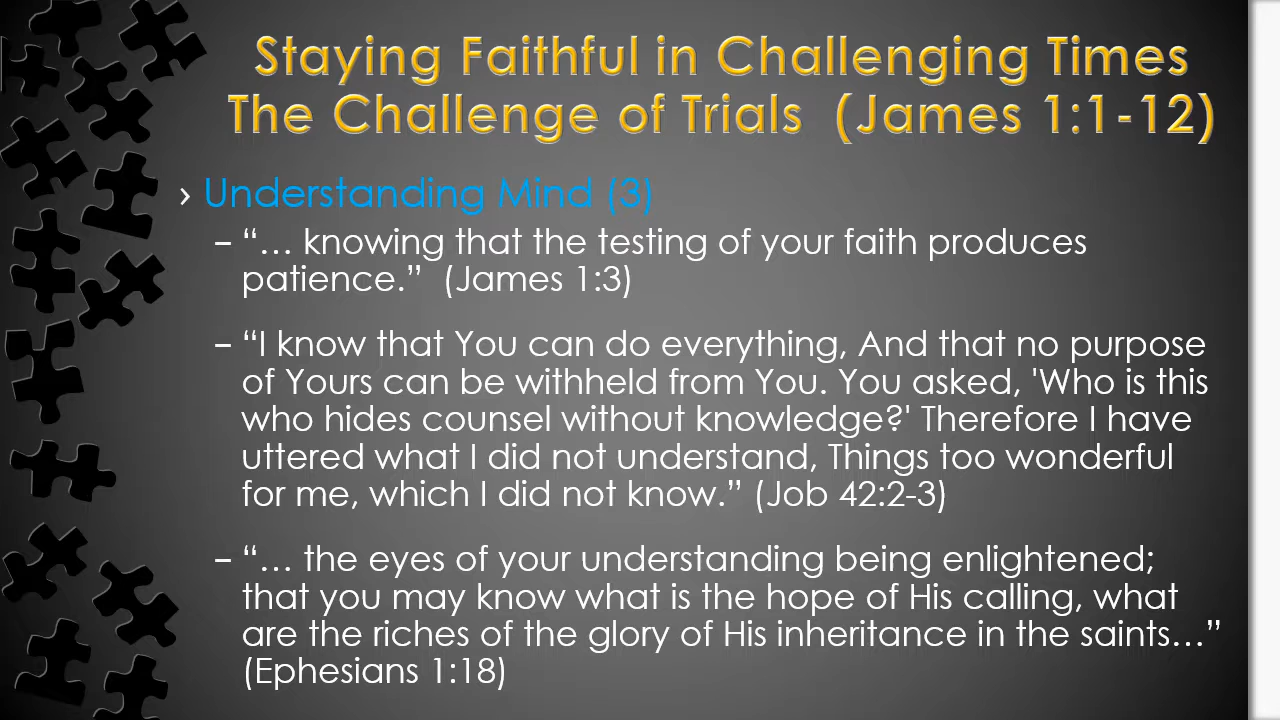 Staying Faithful in Challenging Times
The Challenge of Trials  (James 1:1-12)
› Understanding Mind (3)
– “… knowing that the testing of your faith produces
patience.”  (James 1:3)
– “I know that You can do everything, And that no purpose
of Yours can be withheld from You. You asked, 'Who is this
who hides counsel without knowledge?' Therefore I have
uttered what I did not understand, Things too wonderful
for me, which I did not know.” (Job 42:2-3)
– “… the eyes of your understanding being enlightened;
that you may know what is the hope of His calling, what
are the riches of the glory of His inheritance in the saints…”
(Ephesians 1:18)